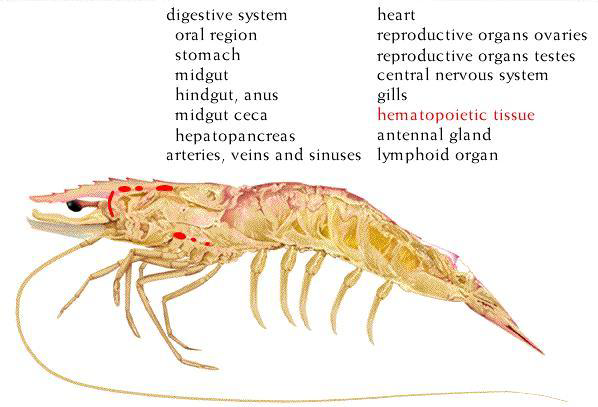 digestive system
oral region
stomach
midgut
hindgut, anus
midgut ceca
hepatopancreas
arteries, veins and sinuses
heart
reproductive organs ovaries
reproductive organs testes
central nervous system
gills
hematopoietic tissue
antennal gland
lymphoid organ